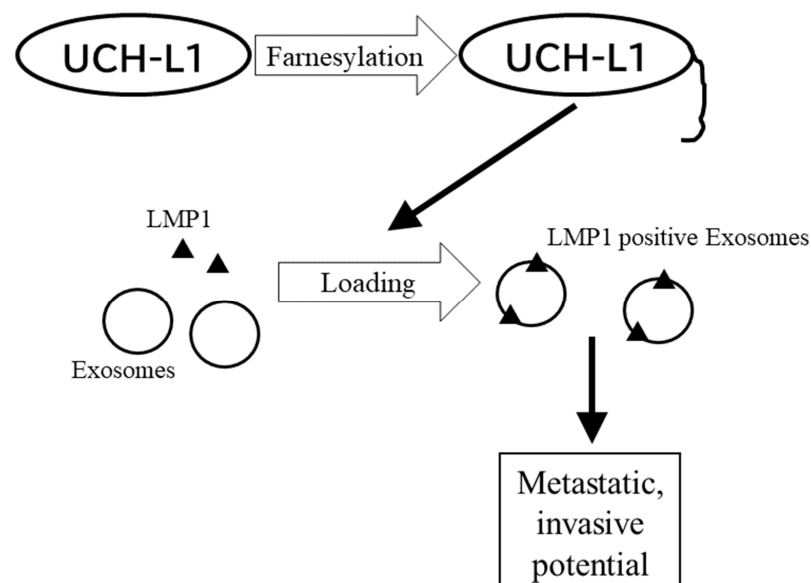 UCH-L1
Farnesylation
UCH-L1
LMP1
LMP1 positive Exosomes
Loading
Exosomes
Metastatic,
invasive
potential